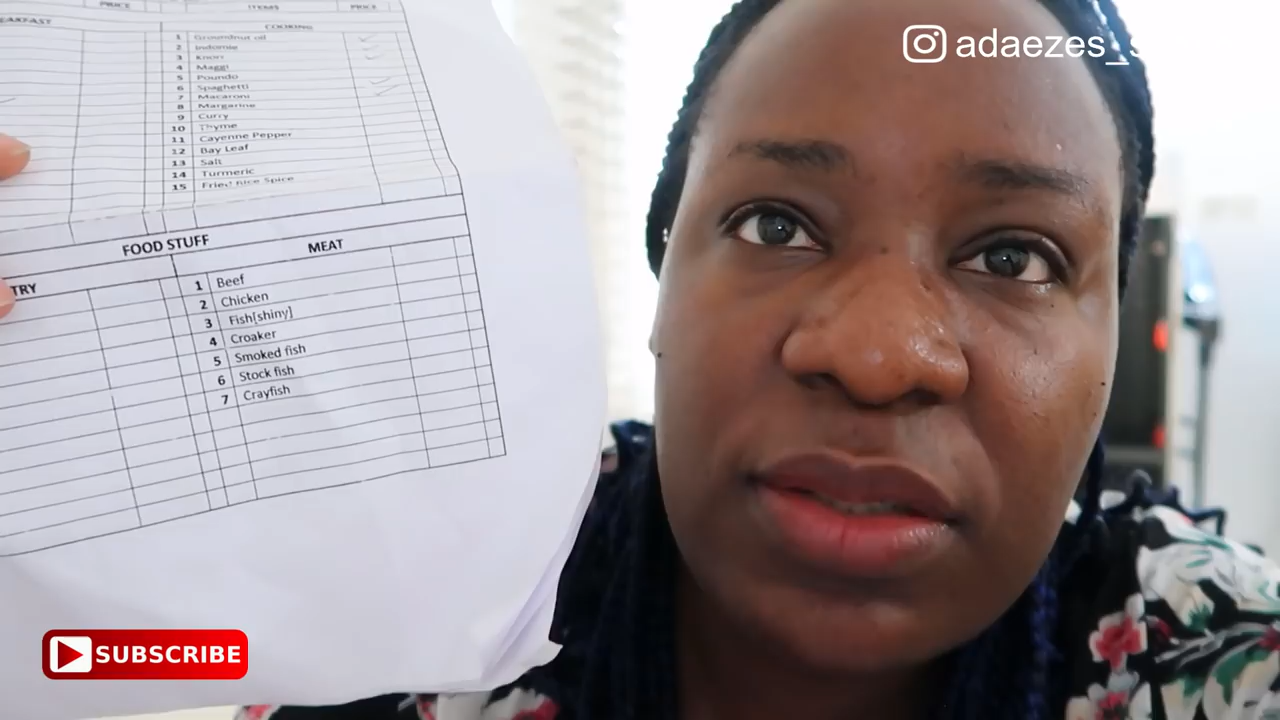 adaezes_s
PRICE ITEMS PRICE
EAKFAST COOKING
1 Groundnut oil
2 Indomie
3 Knorr
4 Maggi
5 Poundo
6 Spaghetti
7 Macaroni
8 Margarine
9 Curry
10 Thyme
11 Cayenne Pepper
12 Bay Leaf
13 Salt
14 Turmeric
15 Fried Rice Spice
FOOD STUFF
TRY MEAT
1 Beef
2 Chicken
3 Fish[shiny]
4 Croaker
5 Smoked fish
6 Stock fish
7 Crayfish
SUBSCRIBE